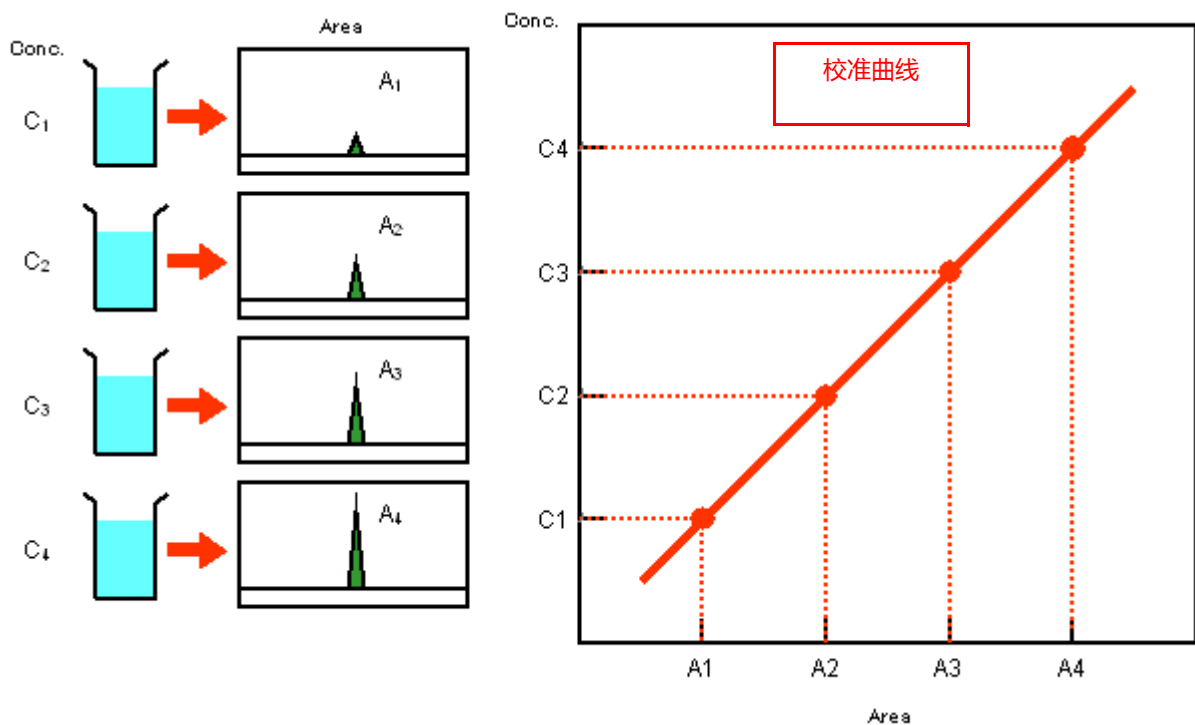 Conc.
Area
C₁
A₁
C₂
A₂
C₃
A₃
C₄
A₄
Conc.
校准曲线
C4
C3
C2
C1
A1 A2 A3 A4
Area